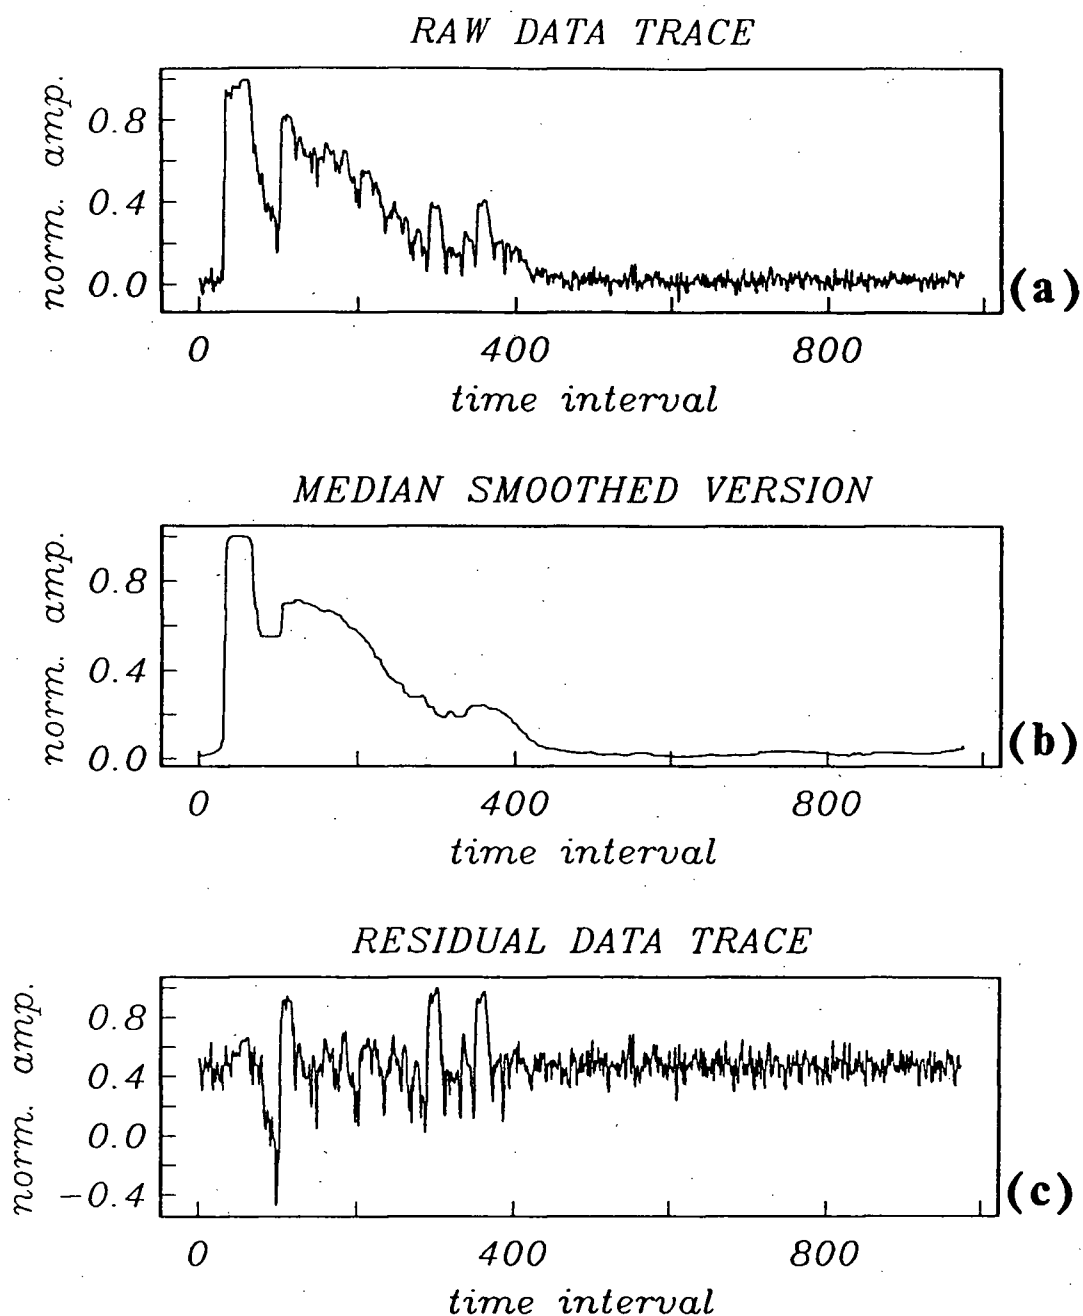 RAW DATA TRACE
norm. amp.
0.8
0.4
0.0
(a)
0 400 800
time interval
MEDIAN SMOOTHED VERSION
norm. amp.
0.8
0.4
0.0
(b)
0 400 800
time interval
RESIDUAL DATA TRACE
norm. amp.
0.8
0.4
0.0
-0.4
(c)
0 400 800
time interval